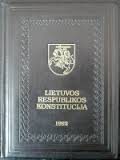 LIETUVOS
RESPUBLIKOS
KONSTITUCIJA
1992